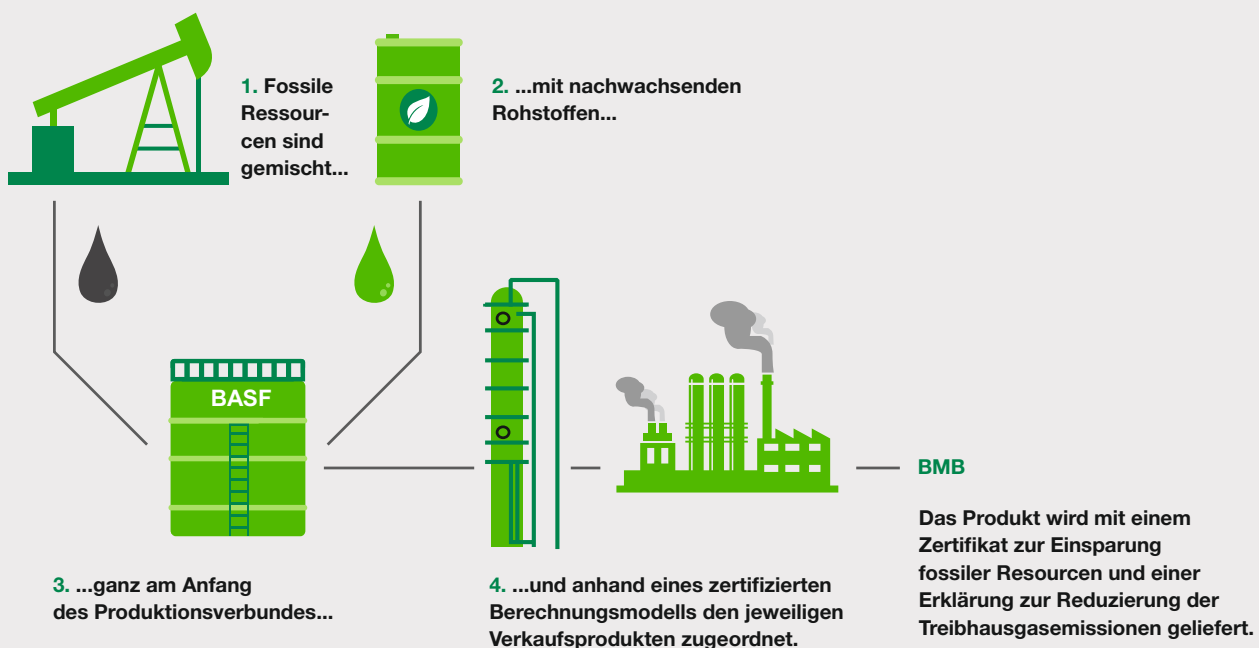 1. Fossile
Ressour-
cen sind
gemischt...
2. ...mit nachwachsenden
Rohstoffen...
BASF
3. ...ganz am Anfang
des Produktionsverbundes...
4. ...und anhand eines zertifizierten
Berechnungsmodells den jeweiligen
Verkaufsprodukten zugeordnet.
BMB
Das Produkt wird mit einem
Zertifikat zur Einsparung
fossiler Resourcen und einer
Erklärung zur Reduzierung der
Treibhausgasemissionen geliefert.